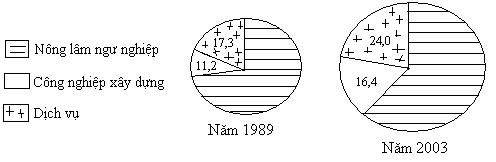 Nông lâm ngư nghiệp
Công nghiệp xây dựng
Dịch vụ
17,3
11,2
Năm 1989
24,0
16,4
Năm 2003